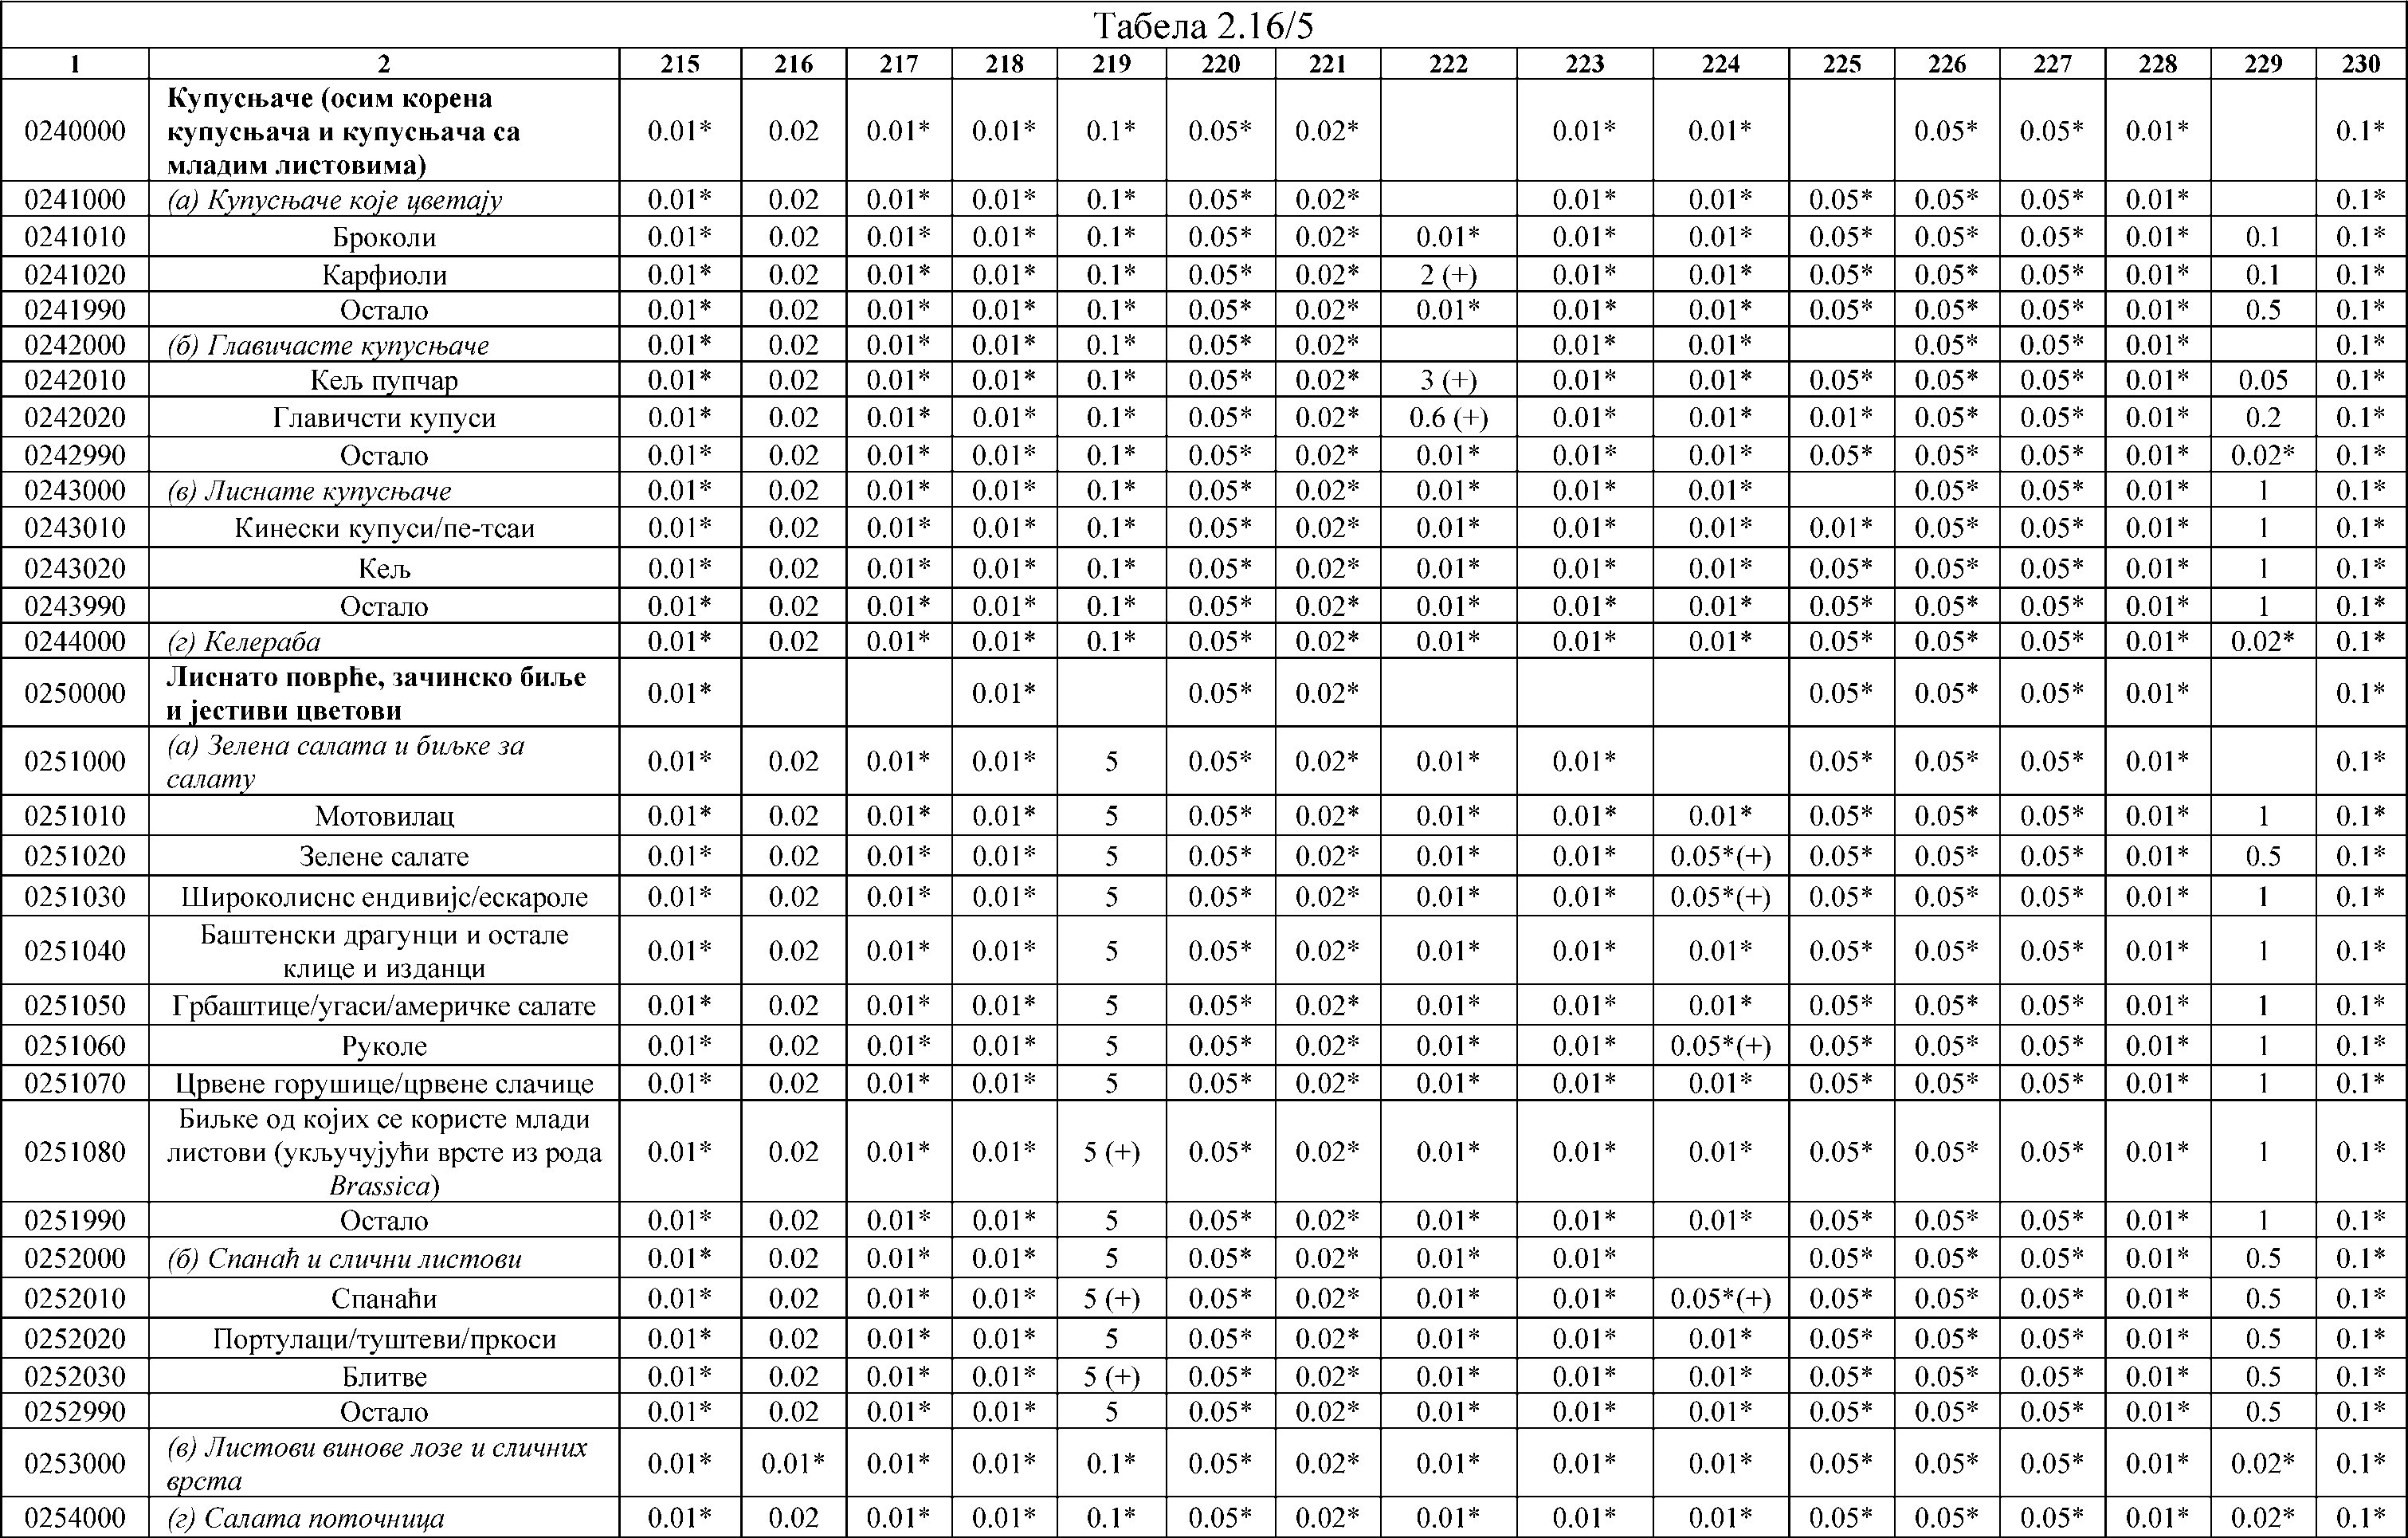 Табела 2.16/5
1 2 215 216 217 218 219 220 221 222 223 224 225 226 227 228 229 230
Купусњаче (осим корена
0240000 купусњача и купусњача са 0.01* 0.02 0.01* 0.01* 0.1* 0.05* 0.02* 0.01* 0.01* 0.05* 0.05* 0.01* 0.1*
младим листовима)
0241000 (а) Купусњаче које цветају 0.01* 0.02 0.01* 0.01* 0.1* 0.05* 0.02* 0.01* 0.01* 0.05* 0.05* 0.05* 0.01* 0.1*
0241010 Броколи 0.01* 0.02 0.01* 0.01* 0.1* 0.05* 0.02* 0.01* 0.01* 0.01* 0.05* 0.05* 0.05* 0.01* 0.1 0.1*
0241020 Карфиоли 0.01* 0.02 0.01* 0.01* 0.1* 0.05* 0.02* 2 (+) 0.01* 0.01* 0.05* 0.05* 0.05* 0.01* 0.1 0.1*
0241990 Остало 0.01* 0.02 0.01* 0.01* 0.1* 0.05* 0.02* 0.01* 0.01* 0.01* 0.05* 0.05* 0.05* 0.01* 0.5 0.1*
0242000 (б) Главичасте купусњаче 0.01* 0.02 0.01* 0.01* 0.1* 0.05* 0.02* 0.01* 0.01* 0.05* 0.05* 0.01* 0.1*
0242010 Кељ пупчар 0.01* 0.02 0.01* 0.01* 0.1* 0.05* 0.02* 3 (+) 0.01* 0.01* 0.05* 0.05* 0.05* 0.01* 0.05 0.1*
0242020 Главичсти купуси 0.01* 0.02 0.01* 0.01* 0.1* 0.05* 0.02* 0.6 (+) 0.01* 0.01* 0.01* 0.05* 0.05* 0.01* 0.2 0.1*
0242990 Остало 0.01* 0.02 0.01* 0.01* 0.1* 0.05* 0.02* 0.01* 0.01* 0.01* 0.05* 0.05* 0.05* 0.01* 0.02* 0.1*
0243000 (в) Лиснате купусњаче 0.01* 0.02 0.01* 0.01* 0.1* 0.05* 0.02* 0.01* 0.01* 0.01* 0.05* 0.05* 0.01* 1 0.1*
0243010 Кинески купуси/пе-тсаи 0.01* 0.02 0.01* 0.01* 0.1* 0.05* 0.02* 0.01* 0.01* 0.01* 0.01* 0.05* 0.05* 0.01* 1 0.1*
0243020 Кељ 0.01* 0.02 0.01* 0.01* 0.1* 0.05* 0.02* 0.01* 0.01* 0.01* 0.05* 0.05* 0.05* 0.01* 1 0.1*
0243990 Остало 0.01* 0.02 0.01* 0.01* 0.1* 0.05* 0.02* 0.01* 0.01* 0.01* 0.05* 0.05* 0.05* 0.01* 1 0.1*
0244000 (г) Келераба 0.01* 0.02 0.01* 0.01* 0.1* 0.05* 0.02* 0.01* 0.01* 0.01* 0.05* 0.05* 0.05* 0.01* 0.02* 0.1*
Лиснато поврће, зачинско биље
0250000 и јестиви цветови 0.01* 0.01* 0.05* 0.02* 0.05* 0.05* 0.05* 0.01* 0.1*
(а) Зелена салата и биљке за
0251000 салату 0.01* 0.02 0.01* 0.01* 5 0.05* 0.02* 0.01* 0.01* 0.05* 0.05* 0.05* 0.01* 0.1*
0251010 Мотовилац 0.01* 0.02 0.01* 0.01* 5 0.05* 0.02* 0.01* 0.01* 0.01* 0.05* 0.05* 0.05* 0.01* 1 0.1*
0251020 Зелене салате 0.01* 0.02 0.01* 0.01* 5 0.05* 0.02* 0.01* 0.01* 0.05*(+) 0.05* 0.05* 0.05* 0.01* 0.5 0.1*
0251030 Широколиснс ендивијс/ескароле 0.01* 0.02 0.01* 0.01* 5 0.05* 0.02* 0.01* 0.01* 0.05*(+) 0.05* 0.05* 0.05* 0.01* 1 0.1*
Баштенски драгунци и остале
0251040 клице и изданци 0.01* 0.02 0.01* 0.01* 5 0.05* 0.02* 0.01* 0.01* 0.01* 0.05* 0.05* 0.05* 0.01* 1 0.1*
0251050 Грбаштице/угаси/америчке салате 0.01* 0.02 0.01* 0.01* 5 0.05* 0.02* 0.01* 0.01* 0.01* 0.05* 0.05* 0.05* 0.01* 1 0.1*
0251060 Руколе 0.01* 0.02 0.01* 0.01* 5 0.05* 0.02* 0.01* 0.01* 0.05*(+) 0.05* 0.05* 0.05* 0.01* 1 0.1*
0251070 Црвене горушице/црвене слачице 0.01* 0.02 0.01* 0.01* 5 0.05* 0.02* 0.01* 0.01* 0.01* 0.05* 0.05* 0.05* 0.01* 1 0.1*
Биљке од којих се користе млади
0251080 листови (укључујући врсте из рода 0.01* 0.02 0.01* 0.01* 5 (+) 0.05* 0.02* 0.01* 0.01* 0.01* 0.05* 0.05* 0.05* 0.01* 1 0.1*
Brassica)
0251990 Остало 0.01* 0.02 0.01* 0.01* 5 0.05* 0.02* 0.01* 0.01* 0.01* 0.05* 0.05* 0.05* 0.01* 1 0.1*
0252000 (б) Спанаћ и слични листови 0.01* 0.02 0.01* 0.01* 5 0.05* 0.02* 0.01* 0.01* 0.05* 0.05* 0.05* 0.01* 0.5 0.1*
0252010 Спанаћи 0.01* 0.02 0.01* 0.01* 5 (+) 0.05* 0.02* 0.01* 0.01* 0.05*(+) 0.05* 0.05* 0.05* 0.01* 0.5 0.1*
0252020 Портулаци/туштеви/пркоси 0.01* 0.02 0.01* 0.01* 5 0.05* 0.02* 0.01* 0.01* 0.01* 0.05* 0.05* 0.05* 0.01* 0.5 0.1*
0252030 Блитве 0.01* 0.02 0.01* 0.01* 5 (+) 0.05* 0.02* 0.01* 0.01* 0.01* 0.05* 0.05* 0.05* 0.01* 0.5 0.1*
0252990 Остало 0.01* 0.02 0.01* 0.01* 5 0.05* 0.02* 0.01* 0.01* 0.01* 0.05* 0.05* 0.05* 0.01* 0.5 0.1*
(в) Листови винове лозе и сличних
0253000 врста 0.01* 0.01* 0.01* 0.01* 0.1* 0.05* 0.02* 0.01* 0.01* 0.01* 0.05* 0.05* 0.05* 0.01* 0.02* 0.1*
0254000 (г) Салата поточница 0.01* 0.02 0.01* 0.01* 0.1* 0.05* 0.02* 0.01* 0.01* 0.01* 0.05* 0.05* 0.05* 0.01* 0.02* 0.1*